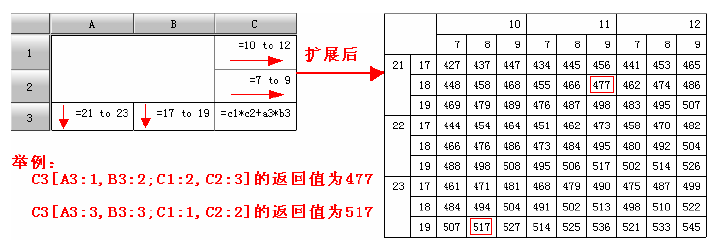 A B C
1 =10 to 12
2 =7 to 9
3 =21 to 23 =17 to 19 =c1*c2+a3*b3
扩展后
10 11 12
7 8 9 7 8 9 7 8 9
21 17 427 437 447 434 445 456 441 453 465
18 448 458 468 455 466 477 462 474 486
19 469 479 489 476 487 498 483 495 507
22 17 444 454 464 451 462 473 458 470 482
18 466 476 486 473 484 495 480 492 504
19 488 498 508 495 506 517 502 514 526
23 17 461 471 481 468 479 490 475 487 499
18 484 494 504 491 502 513 498 510 522
19 507 517 527 514 525 536 521 533 545
举例：
C3[A3:1,B3:2;C1:2,C2:3]的返回值为477
C3[A3:3,B3:3;C1:1,C2:2]的返回值为517